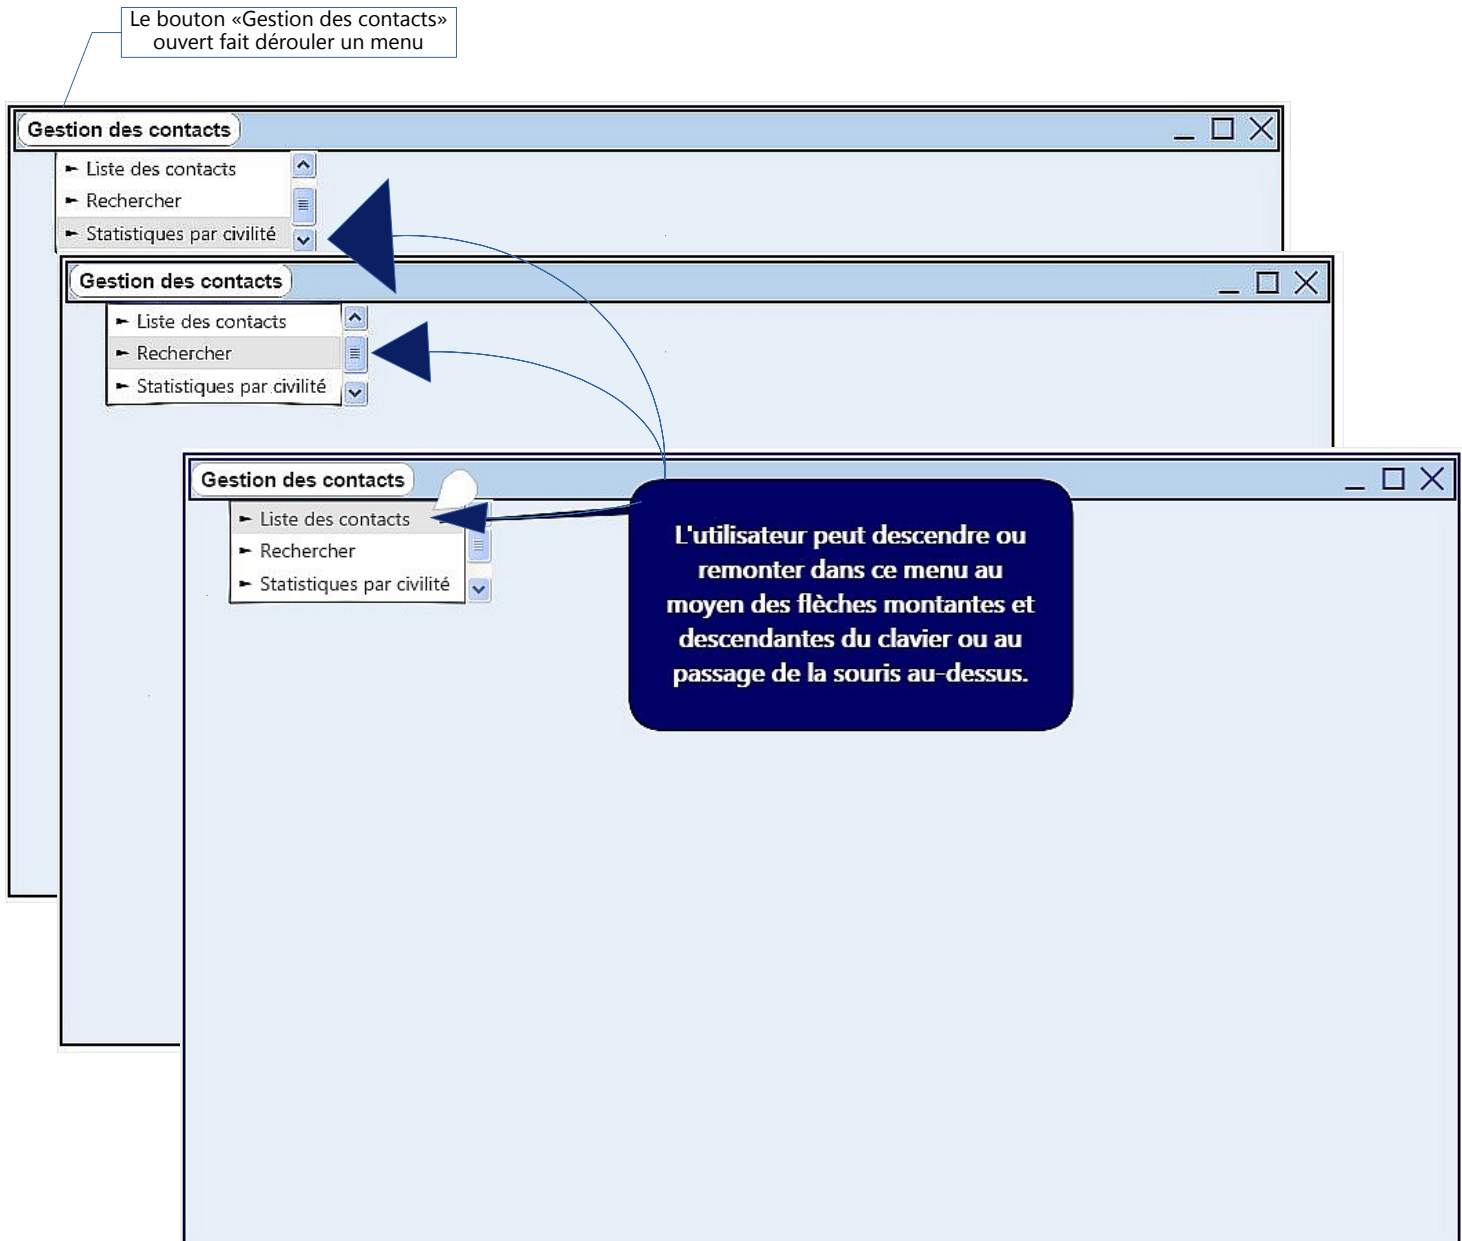 Le bouton «Gestion des contacts»
ouvert fait dérouler un menu
Gestion des contacts
Liste des contacts
Rechercher
Statistiques par civilité
Gestion des contacts
Liste des contacts
Rechercher
Statistiques par civilité
Gestion des contacts
Liste des contacts
Rechercher
Statistiques par civilité
L'utilisateur peut descendre ou
remonter dans ce menu au
moyen des flèches montantes et
descendantes du clavier ou au
passage de la souris au-dessus.